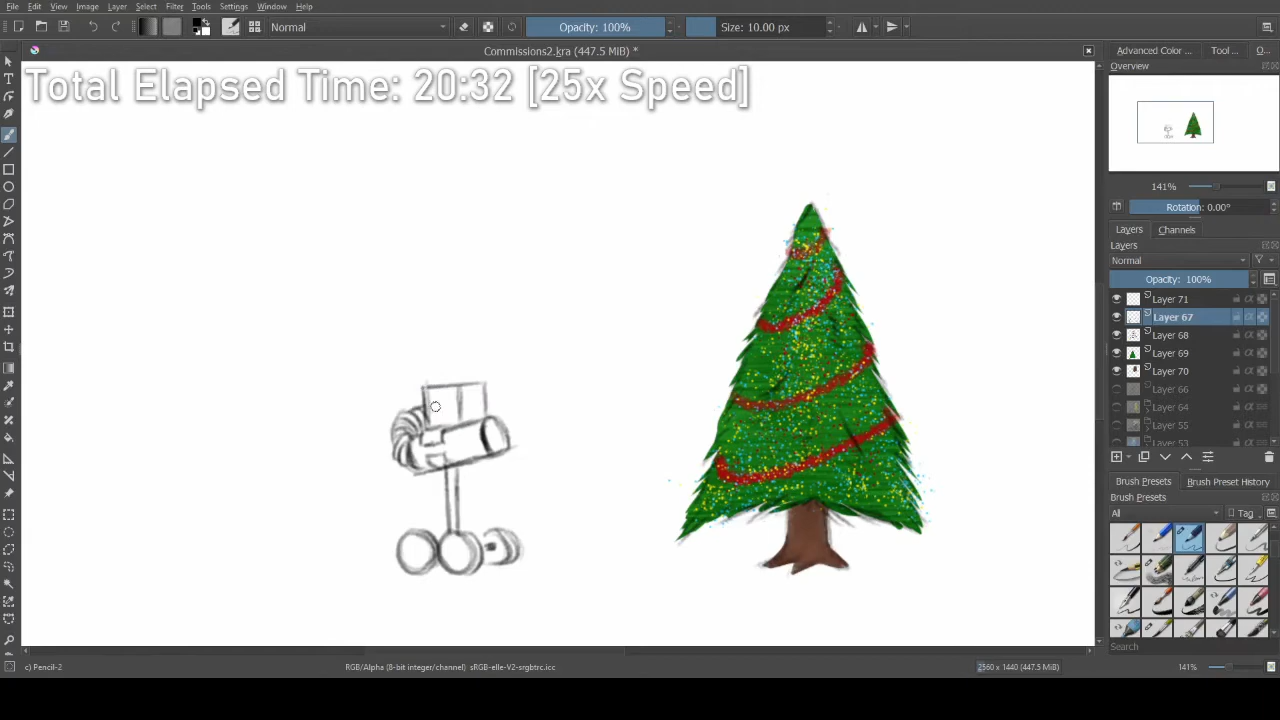 File Edit View Image Layer Select Filter Tools Settings Window Help
Normal
Opacity: 100%
Size: 10.00 px
Commissions2.kra (447.5 MiB) *
Advanced Color ... Tool ... O...
Total Elapsed Time: 20:32 [25x Speed]
Overview
141%
Rotation: 0.00°
Layers Channels
Layers
Normal
Opacity: 100%
Layer 71
Layer 67
Layer 68
Layer 69
Layer 70
Layer 66
Layer 64
Layer 55
Layer 53
Brush Presets Brush Preset History
Brush Presets
All
Tag
Search
c) Pencil-2
RGB/Alpha (8-bit integer/channel) sRGB-elle-V2-srgbtrc.icc
2560 x 1440 (447.5 MiB)
141%